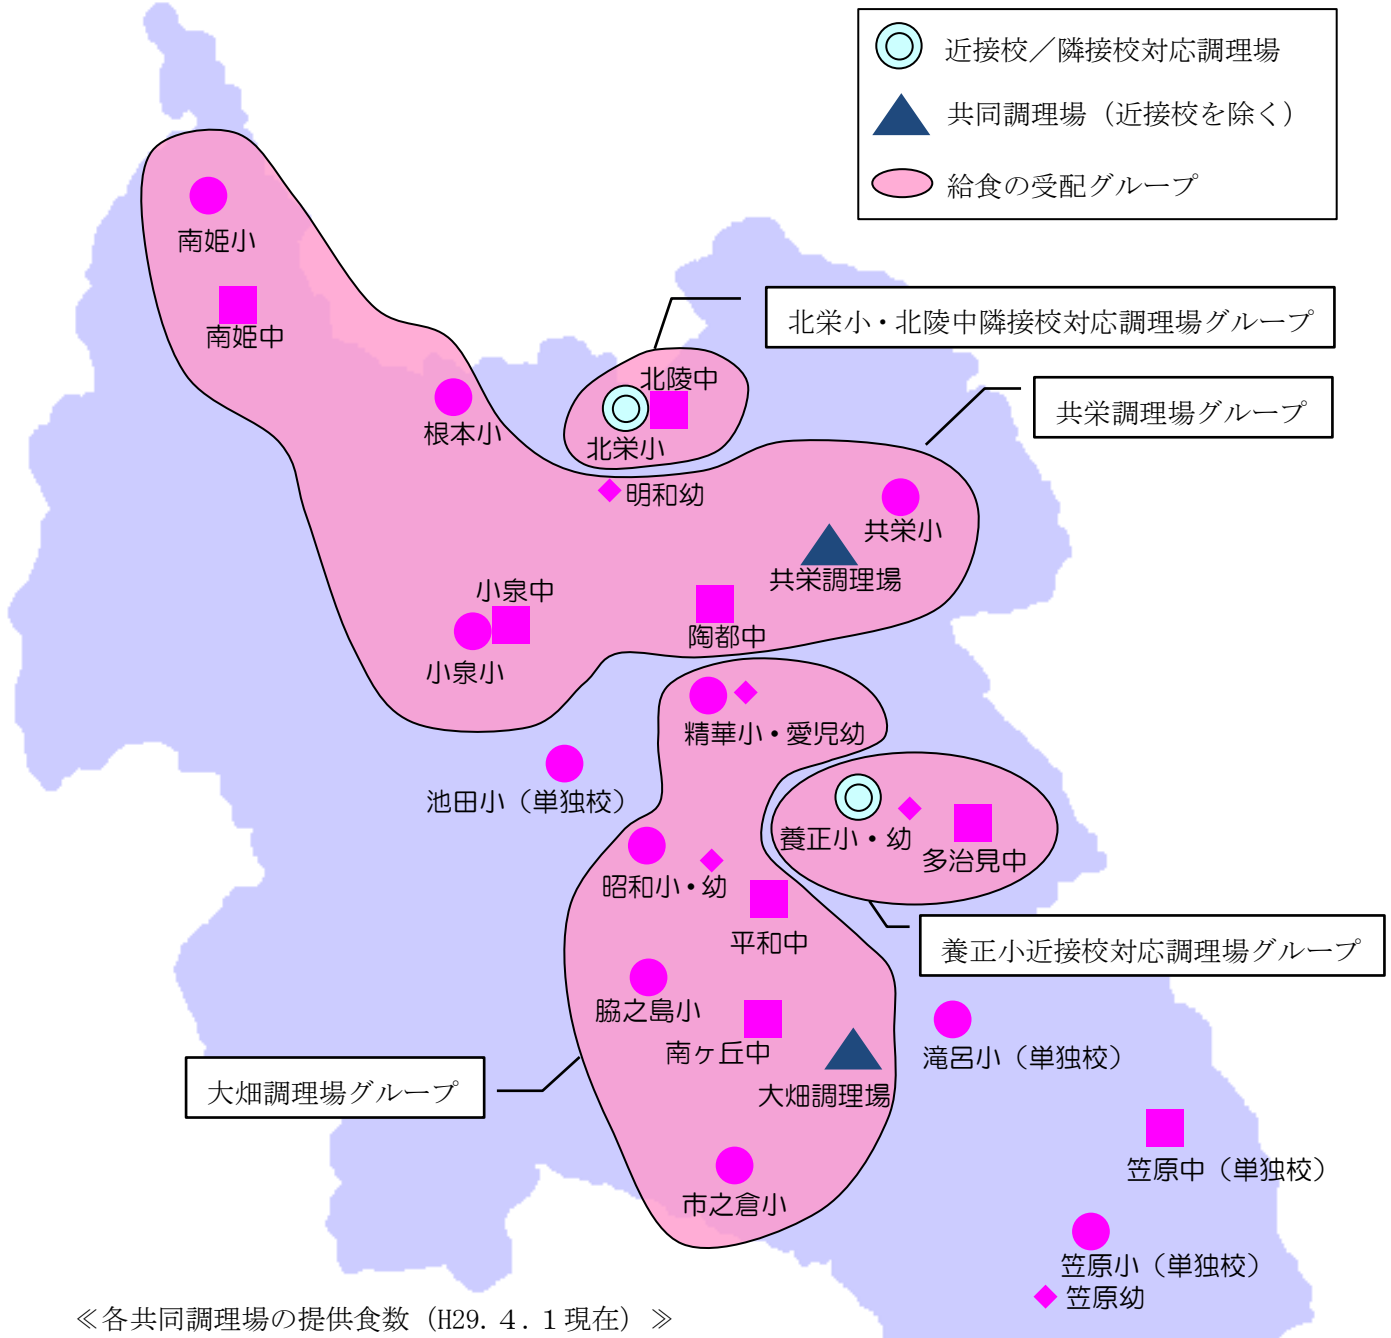 近接校／隣接校対応調理場
共同調理場（近接校を除く）
給食の受配グループ
南姫小
南姫中
北栄小・北陵中隣接校対応調理場グループ
北陵中
共栄調理場グループ
根本小
北栄小
明和幼
共栄小
共栄調理場
小泉中
陶都中
小泉小
精華小・愛児幼
池田小（単独校）
養正小・幼
多治見中
昭和小・幼
平和中
養正小近接校対応調理場グループ
脇之島小
南ヶ丘中
滝呂小（単独校）
大畑調理場グループ
大畑調理場
笠原中（単独校）
市之倉小
笠原小（単独校）
笠原幼
≪各共同調理場の提供食数（H29.４.１現在）≫